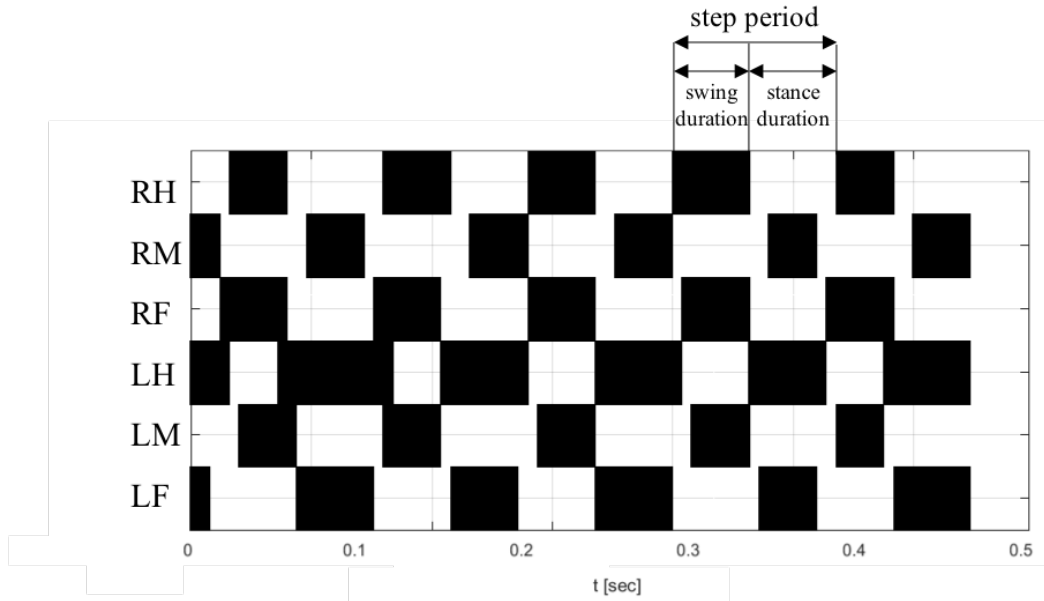 step period
swing stance
duration duration
RH
RM
RF
LH
LM
LF
0 0.1 0.2 0.3 0.4 0.5
t [sec]